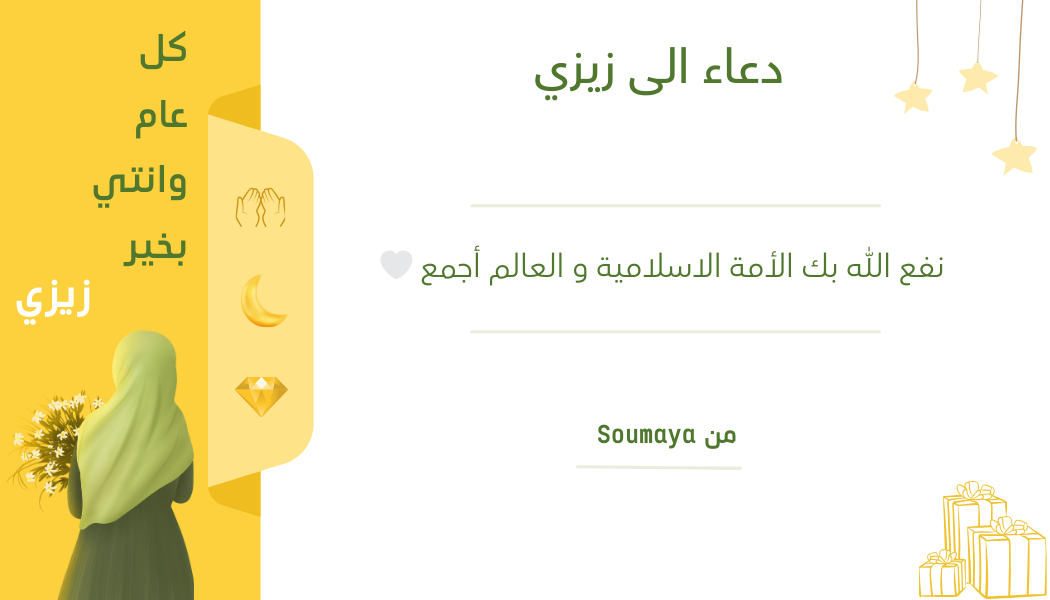 كل
عام
وانتي
بخير
زيزي
دعاء الى زيزي
نفع الله بك الأمة الاسلامية و العالم أجمع 🤍
من Soumaya